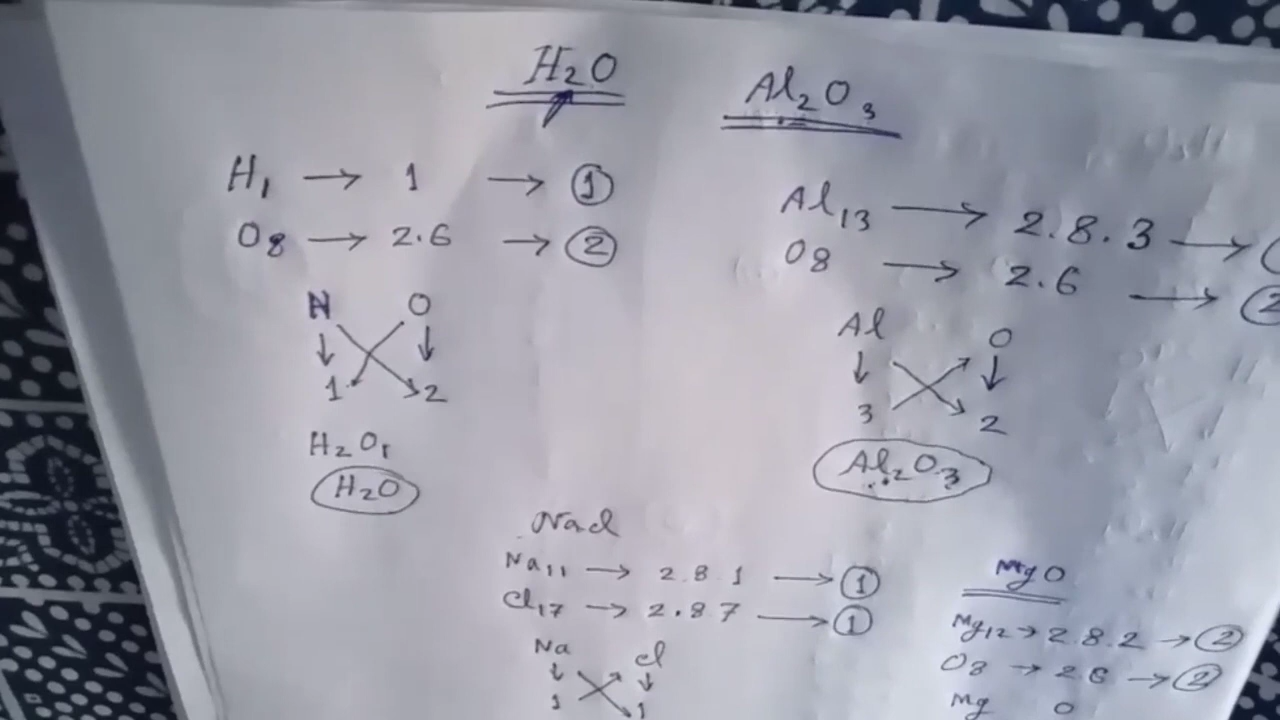 H₂O
H₁ → 1 → ①
O₈ → 2.6 → ②
H O
1 2
H₂O₁
H₂O
Al₂O₃
Al₁₃ → 2.8.3 →
O₈ → 2.6 → ②
Al O
3 2
Al₂O₃
Nacl
Na₁₁ → 2.8.1 → ①
Cl₁₇ → 2.8.7 → ①
Na cl
1 1
MgO
Mg₁₂ → 2.8.2 → ②
O₈ → 2.6 → ②
Mg O